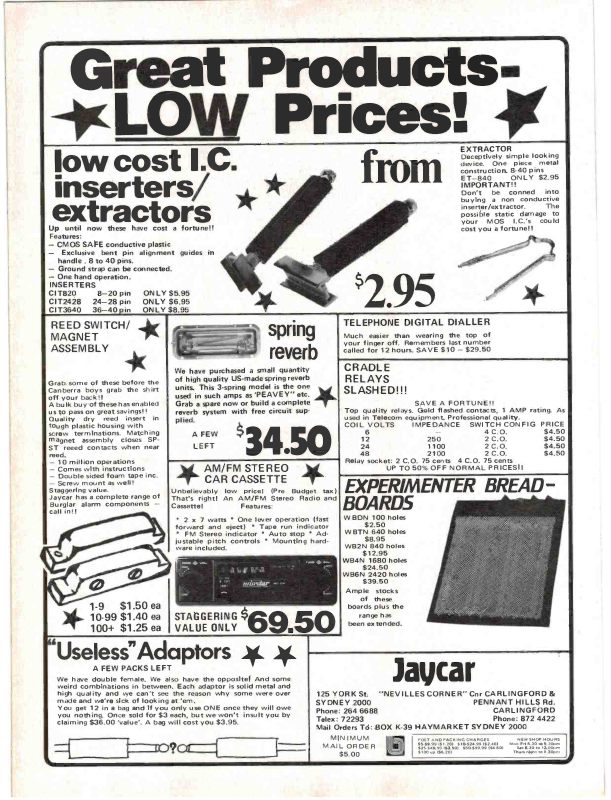 Great Products-
LOW Prices!
low cost I.C.
inserters/
extractors
from
$2.95
Up until now these have cost a fortune!!
Features:
— CMOS SAFE conductive plastic
— Exclusive bent pin alignment guides in
handle, 8 to 40 pins.
— Ground strap can be connected.
— One hand operation.
INSERTERS
CIT820 8—20 pin ONLY $5.95
CIT2428 24—28 pin ONLY $6.95
CIT3640 36—40 pin ONLY $8.95
EXTRACTOR
Deceptively simple looking
device. One piece metal
construction, 8-40 pins
ET—840 ONLY $2.95
IMPORTANT!!
Don't be conned into
buying a non conductive
inserter/extractor. The
possible static damage to
your MOS I.C.'s could
cost you a fortune!!
REED SWITCH/
MAGNET
ASSEMBLY
Grab some of these before the
Canberra boys grab the shirt
off your back!!
A bulk buy of these has enabled
us to pass on great savings!!
Quality dry reed insert in
tough plastic housing with
screw terminations. Matching
magnet assembly closes SP-
ST reed contacts when near
reed.
— 10 million operations
— Comes with instructions
— Double sided foam tape inc.
— Screw mount as well!
Staggering value.
Jaycar has a complete range of
Burglar alarm components —
call in!!
1-9 $1.50 ea
10-99 $1.40 ea
100+ $1.25 ea
spring
reverb
We have purchased a small quantity
of high quality US-made spring reverb
units. This 3-spring model is the one
used in such amps as "PEAVEY" etc.
Grab a spare now or build a complete
reverb system with free circuit sup-
plied.
A FEW
LEFT
$34.50
AM/FM STEREO
CAR CASSETTE
Unbelievably low price! (Pre Budget tax)
That's right! An AM/FM Stereo Radio and
Cassette! Features:
* 2 x 7 watts * One lever operation (fast
forward and eject) * Tape run indicator
* FM Stereo indicator * Auto stop * Ad-
justable pitch controls * Mounting hard-
ware included.
STAGGERING
VALUE ONLY
$69.50
TELEPHONE DIGITAL DIALLER
Much easier than wearing the top of
your finger off. Remembers last number
called for 12 hours. SAVE $10 — $29.50
CRADLE
RELAYS
SLASHED!!!
SAVE A FORTUNE!!
Top quality relays. Gold flashed contacts, 1 AMP rating. As
used in Telecom equipment. Professional quality.
COIL VOLTS IMPEDANCE SWITCH CONFIG PRICE
6 — 4 C.O. $4.50
12 250 2 C.O. $4.50
24 1100 2 C.O. $4.50
48 2100 2 C.O. $4.50
Relay socket: 2 C.O. 75 cents 4 C.O. 75 cents
UP TO 50% OFF NORMAL PRICES!!
EXPERIMENTER BREAD-
BOARDS
WBDN 100 holes
$2.50
WBTN 640 holes
$8.95
WB2N 840 holes
$12.95
WB4N 1680 holes
$24.50
WB6N 2420 holes
$39.50
Ample stocks
of these
boards plus the
range has
been extended.
"Useless" Adaptors
A FEW PACKS LEFT
We have double female. We also have the opposite! And some
weird combinations in between. Each adaptor is solid metal and
high quality and we can't see the reason why some were over
made and we're sick of looking at 'em.
You get 12 in a bag and if you only use ONE once they will owe
you nothing. Once sold for $3 each, but we won't insult you by
claiming $36.00 'value'. A bag will cost you $3.95.
Jaycar
125 YORK St.
SYDNEY 2000
Phone: 264 6688
Telex: 72293
"NEVILLES CORNER" Cnr CARLINGFORD &
PENNANT HILLS Rd.
CARLINGFORD
Phone: 872 4422
Mail Orders To: BOX K-39 HAYMARKET SYDNEY 2000
MINIMUM
MAIL ORDER
$5.00
POST AND PACKING CHARGES
NEW SHOP HOURS